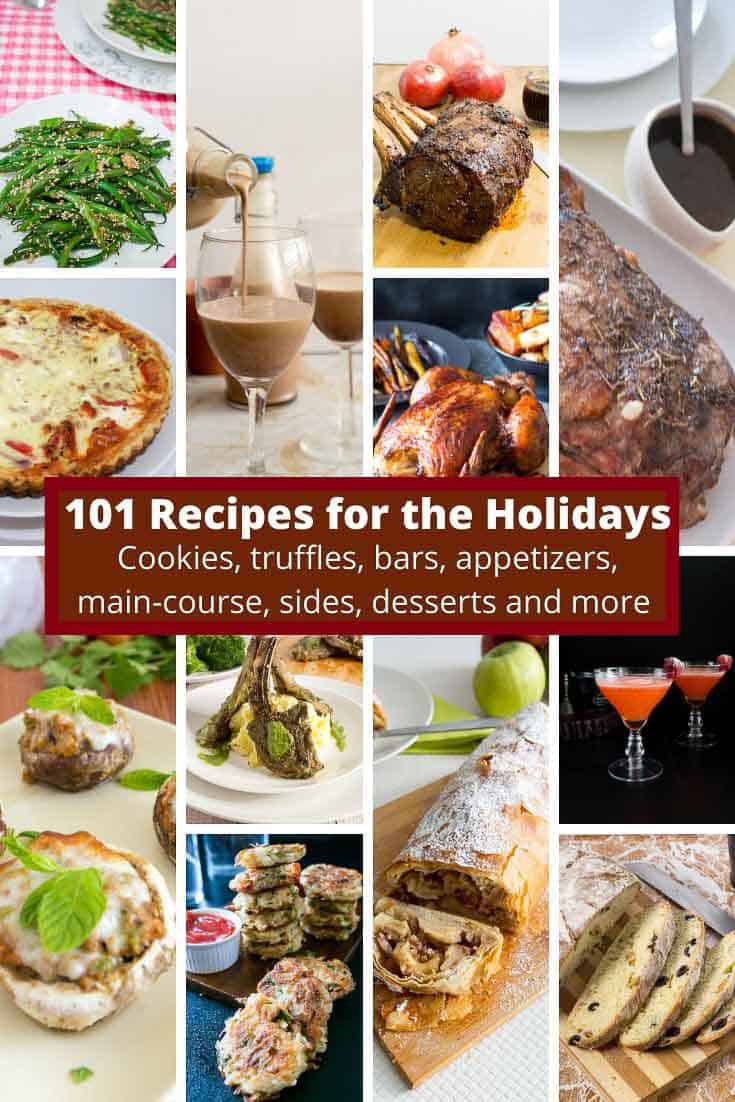 101 Recipes for the Holidays
Cookies, truffles, bars, appetizers,
main-course, sides, desserts and more